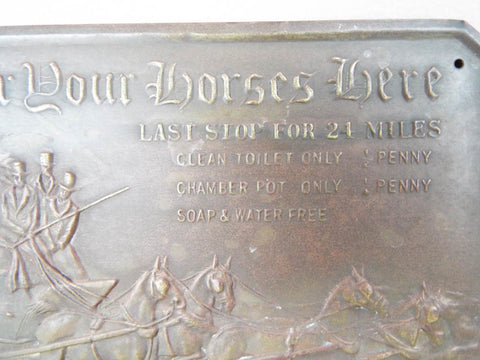 r Your Horses Here
LAST STOP FOR 24 MILES
CLEAN TOILET ONLY ½ PENNY
CHAMBER POT ONLY ¼ PENNY
SOAP & WATER FREE